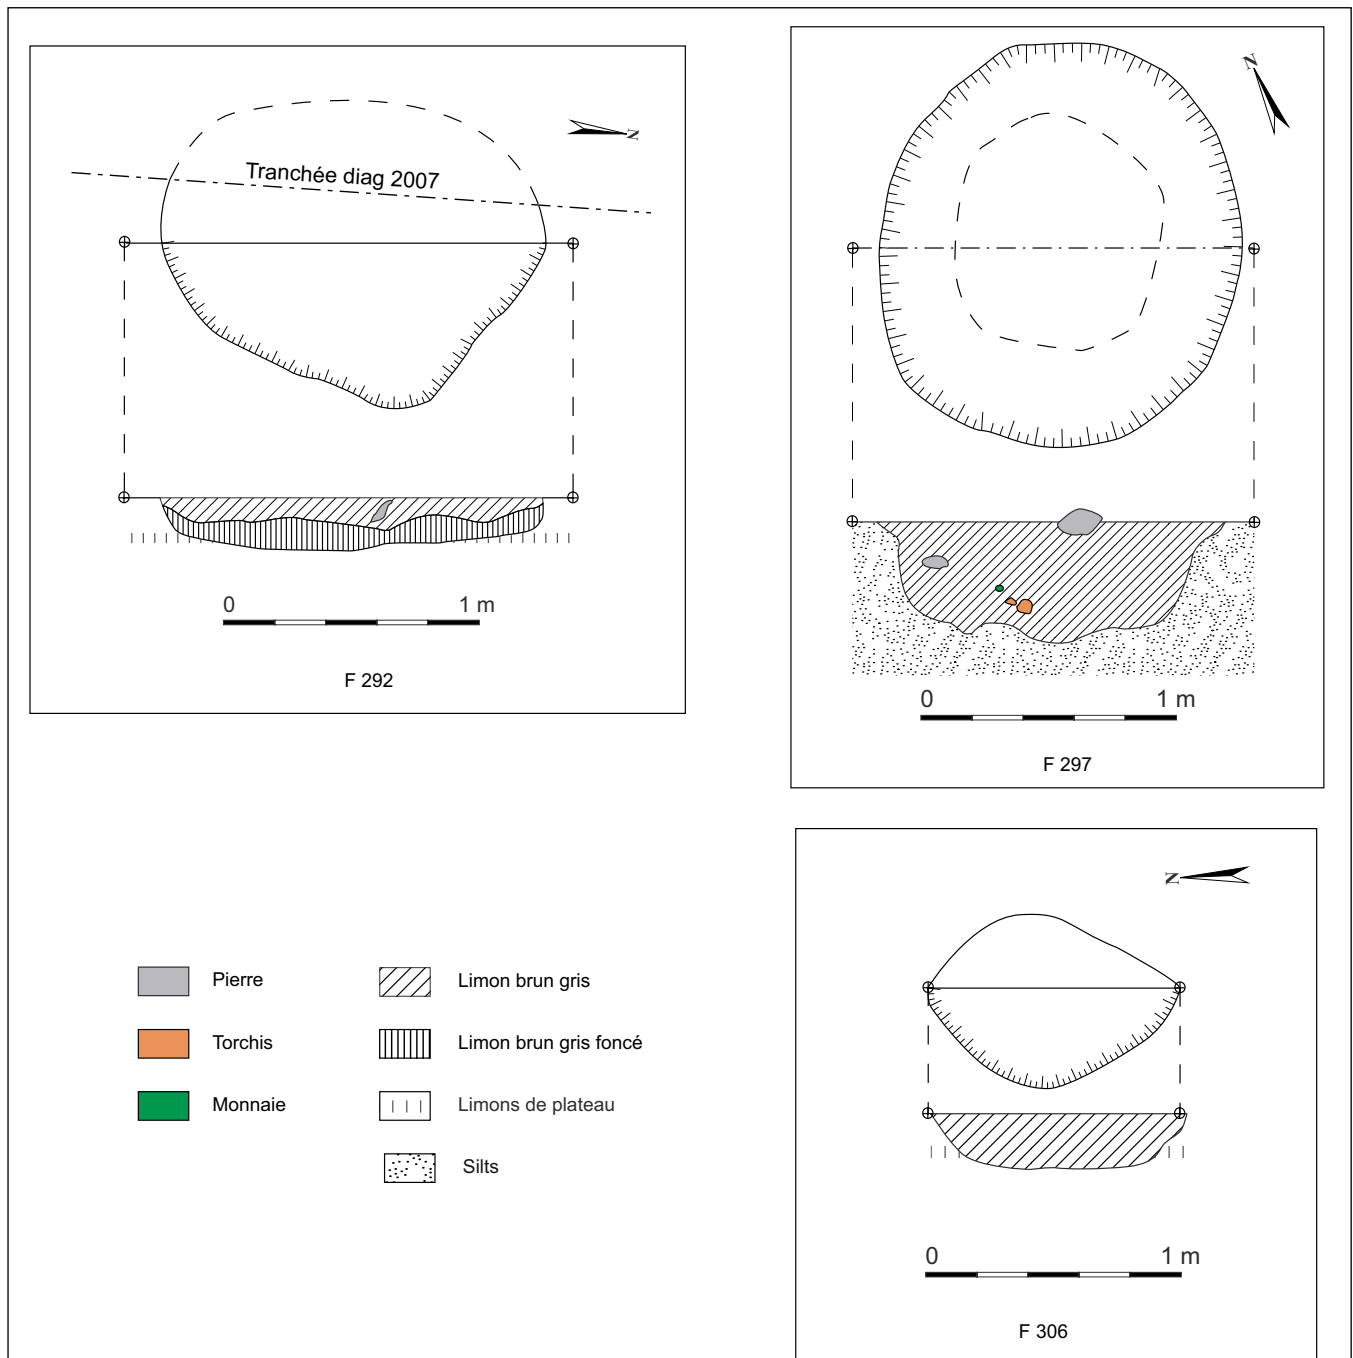 N
Tranchée diag 2007
0 1 m
F 292
N
0 1 m
F 297
Pierre
Torchis
Monnaie
Limon brun gris
Limon brun gris foncé
Limons de plateau
Silts
N
0 1 m
F 306